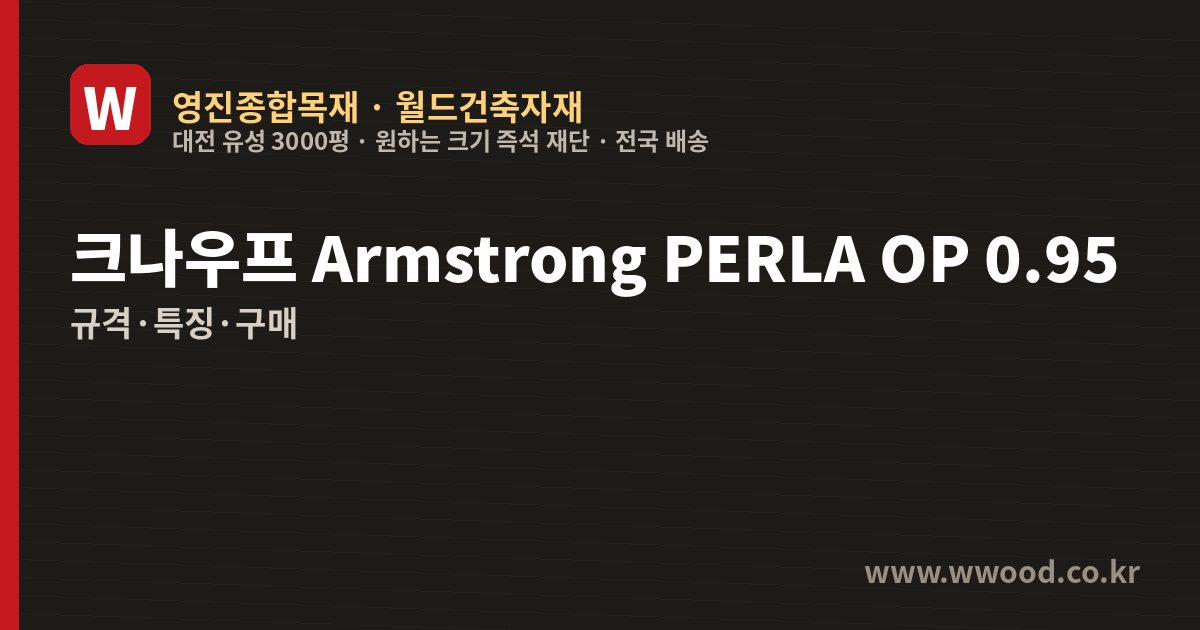 W
영진종합목재 · 월드건축자재
대전 유성 3000평 · 원하는 크기 즉석 재단 · 전국 배송
크나우프 Armstrong PERLA OP 0.95
규격·특징·구매
www.wwood.co.kr